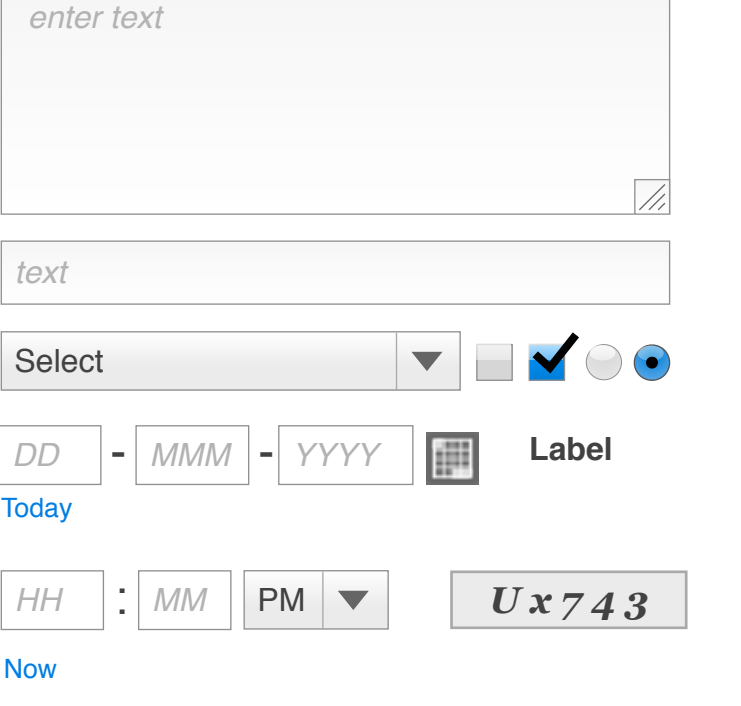 enter text
text
Select
DD - MMM - YYYY Label
Today
HH : MM PM Ux743
Now